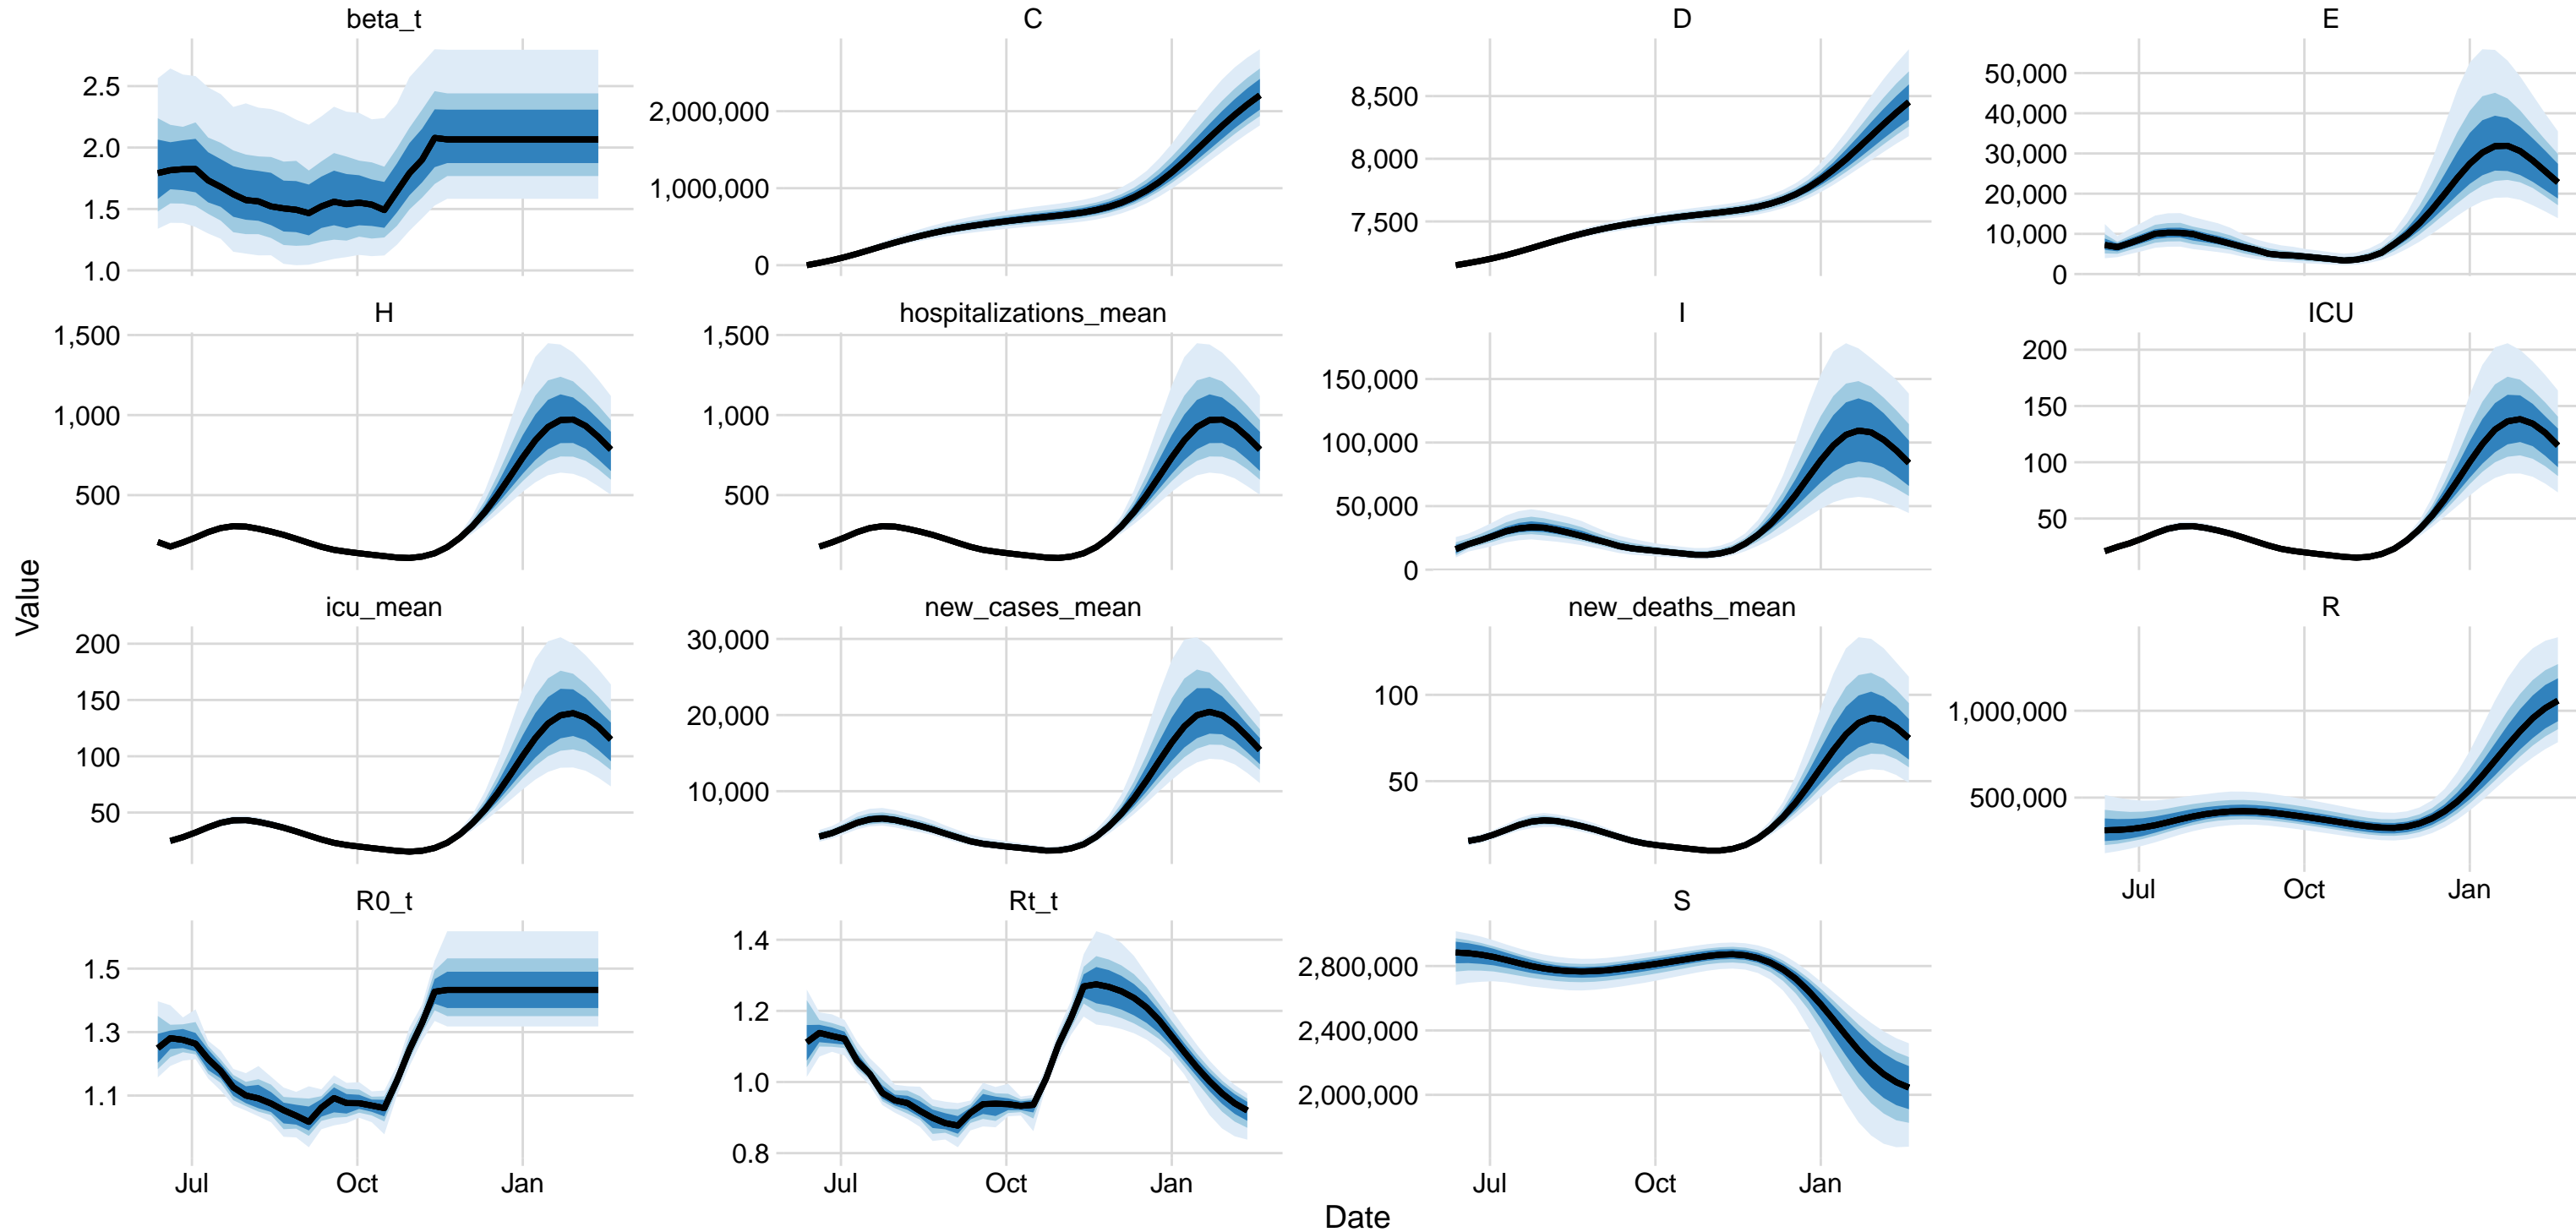 beta_t
C
D
E
2.5
2.0
1.5
1.0
2,000,000
1,000,000
0
8,500
8,000
7,500
50,000
40,000
30,000
20,000
10,000
0
H
hospitalizations_mean
I
ICU
1,500
1,000
500
1,500
1,000
500
150,000
100,000
50,000
0
200
150
100
50
Value
icu_mean
new_cases_mean
new_deaths_mean
R
200
150
100
50
30,000
20,000
10,000
100
50
1,000,000
500,000
Jul Oct Jan
R0_t
Rt_t
S
1.5
1.3
1.1
1.4
1.2
1.0
0.8
2,800,000
2,400,000
2,000,000
Jul Oct Jan
Jul Oct Jan
Jul Oct Jan
Date